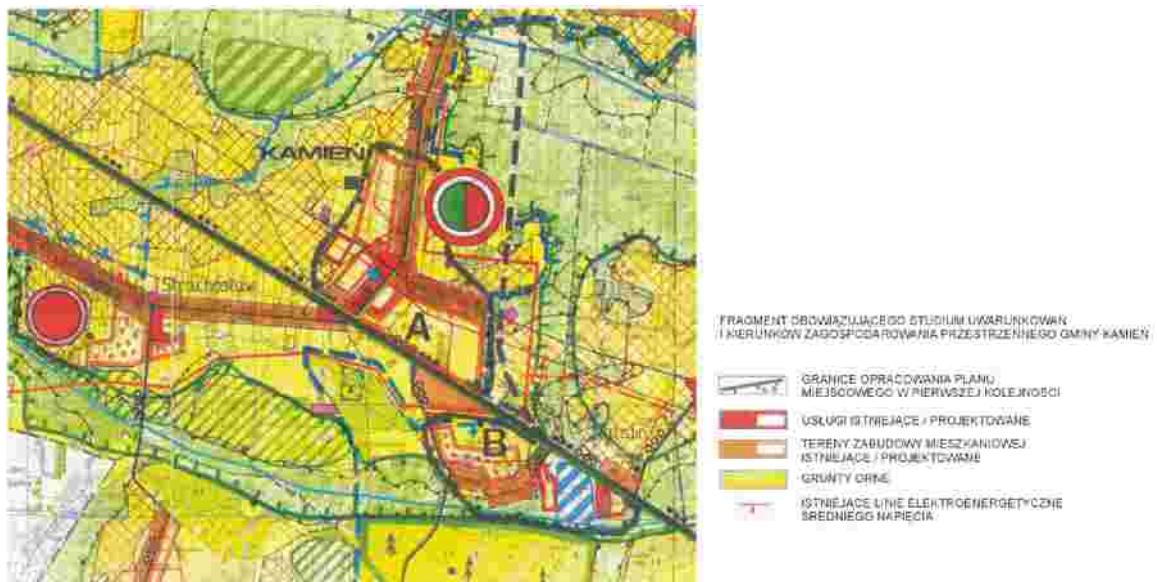 KAMIEŃ
A
B
FRAGMENT OBOWIĄZUJĄCEGO STUDIUM UWARUNKOWAŃ
I KIERUNKÓW ZAGOSPODAROWANIA PRZESTRZENNEGO GMINY KAMIEŃ
GRANICE OPRACOWANIA PLANU
MIEJSCOWEGO W PIERWSZEJ KOLEJNOŚCI
USŁUGI ISTNIEJĄCE / PROJEKTOWANE
TERENY ZABUDOWY MIESZKANIOWEJ
ISTNIEJĄCE / PROJEKTOWANE
GRUNTY ORNE
ISTNIEJĄCE LINIE ELEKTROENERGETYCZNE
ŚREDNIEGO NAPIĘCIA